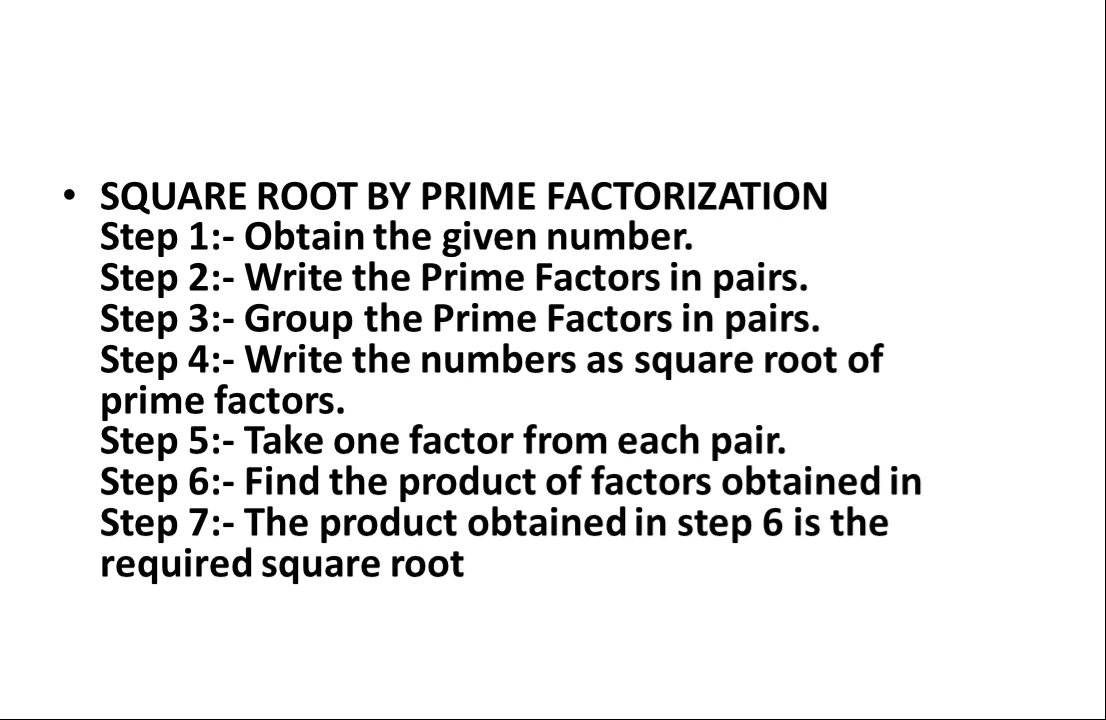 • SQUARE ROOT BY PRIME FACTORIZATION
Step 1:- Obtain the given number.
Step 2:- Write the Prime Factors in pairs.
Step 3:- Group the Prime Factors in pairs.
Step 4:- Write the numbers as square root of
prime factors.
Step 5:- Take one factor from each pair.
Step 6:- Find the product of factors obtained in
Step 7:- The product obtained in step 6 is the
required square root